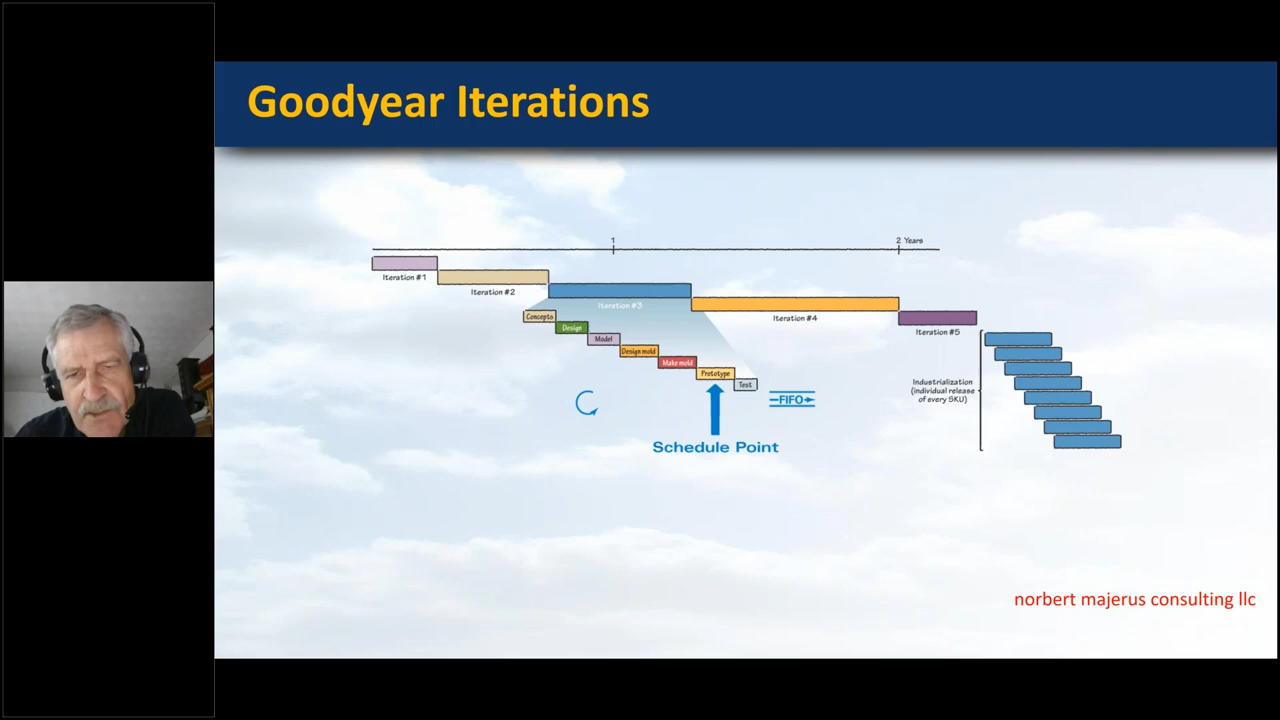 Goodyear Iterations
1
2 Years
Iteration #1
Iteration #2
Iteration #3
Iteration #4
Iteration #5
Concepts
Design
Model
Design mold
Make mold
Prototype
Test
FIFO
Schedule Point
Industrialization
(individual release
of every SKU)
norbert majerus consulting llc